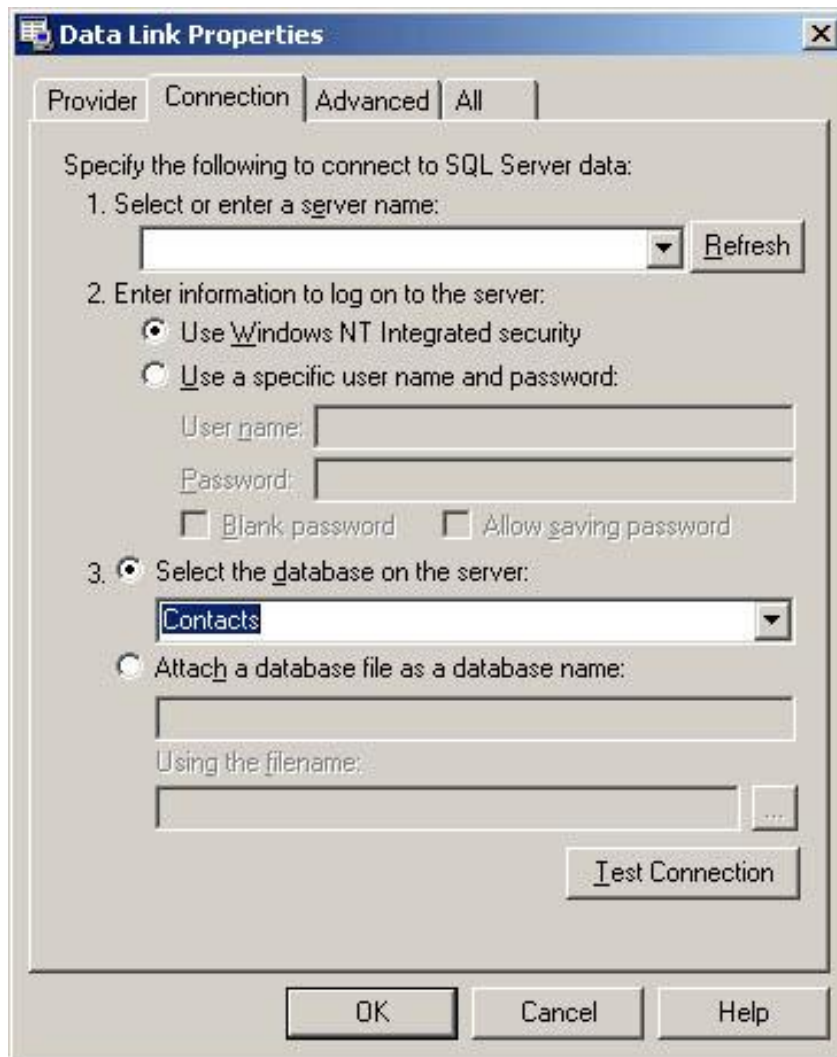 Data Link Properties
Provider Connection Advanced All
Specify the following to connect to SQL Server data:
1. Select or enter a server name:
Refresh
2. Enter information to log on to the server:
Use Windows NT Integrated security
Use a specific user name and password:
User name:
Password:
Blank password Allow saving password
3. Select the database on the server:
Contacts
Attach a database file as a database name:
Using the filename:
...
Test Connection
OK Cancel Help